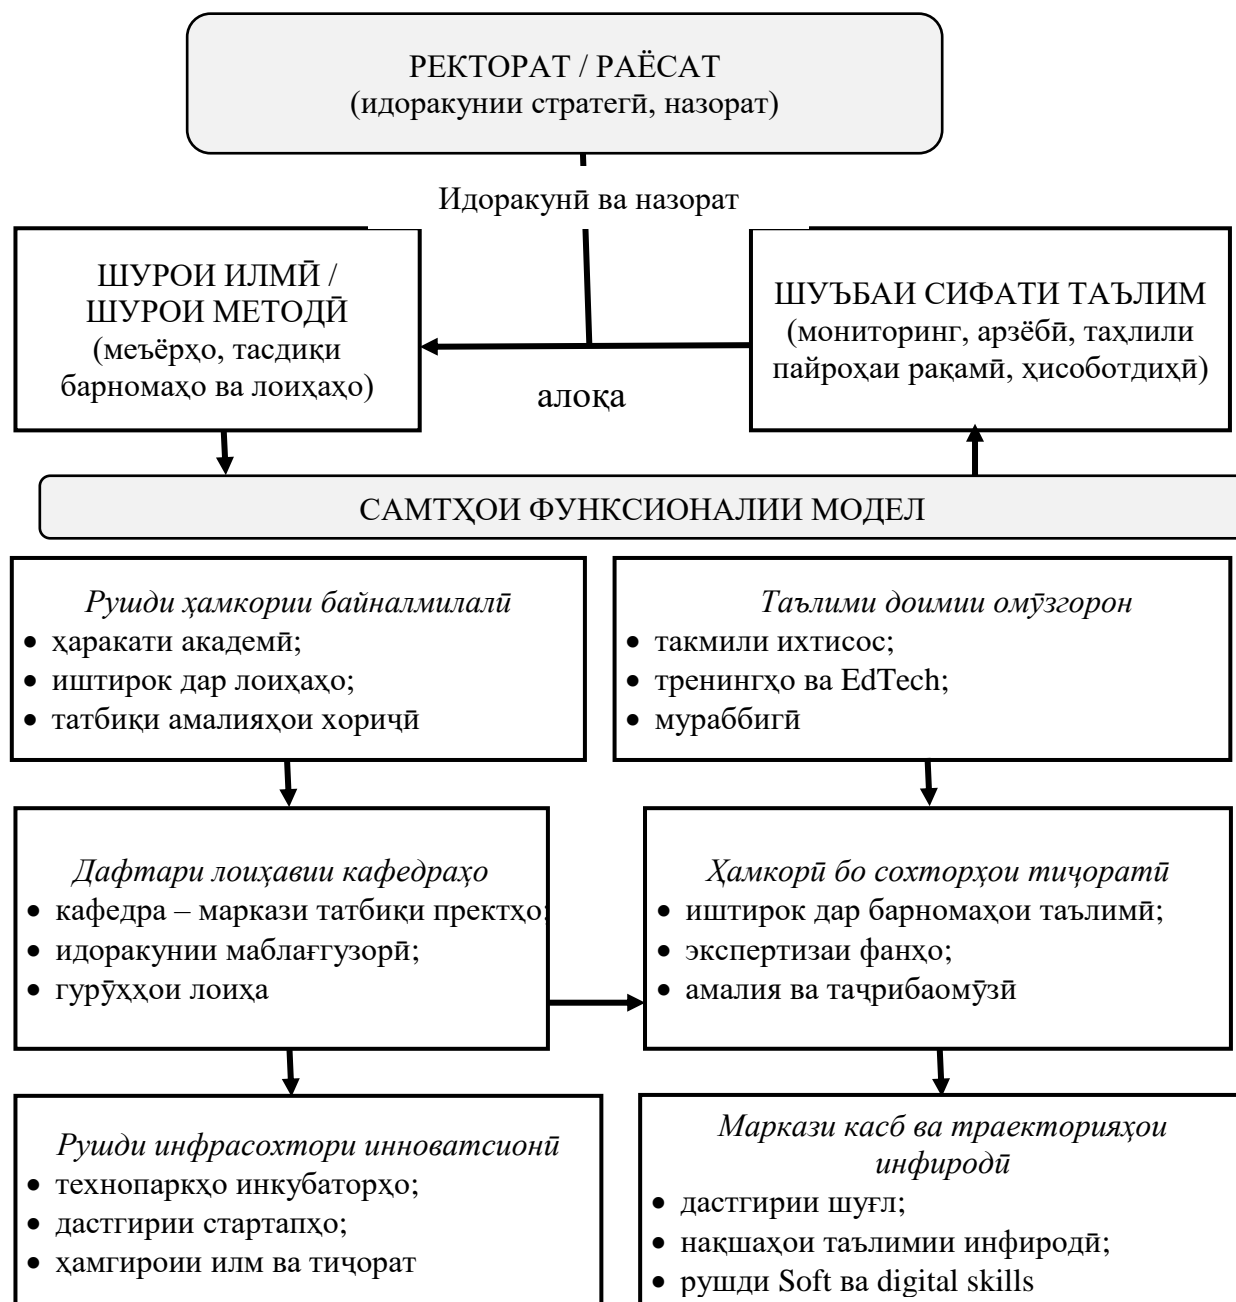 РЕКТОРАТ / РАЁСАТ
(идоракунии стратегӣ, назорат)
Идоракунӣ ва назорат
ШУРОИ ИЛМӢ /
ШУРОИ МЕТОДӢ
(меъёрҳо, тасдиқи
барномаҳо ва лоиҳаҳо)
ШУЪБАИ СИФАТИ ТАЪЛИМ
(мониторинг, арзёбӣ, таҳлили
пайроҳаи рақамӣ, ҳисоботдиҳӣ)
алоқа
САМТҲОИ ФУНКСИОНАЛИИ МОДЕЛ
Рушди ҳамкории байналмилалӣ
• ҳаракати академӣ;
• иштирок дар лоиҳаҳо;
• татбиқи амалияҳои хориҷӣ
Таълими доимии омӯзгорон
• такмили ихтисос;
• тренингҳо ва EdTech;
• мураббигӣ
Дафтари лоиҳавии кафедраҳо
• кафедра – маркази татбиқи пректҳо;
• идоракунии маблағгузорӣ;
• гурӯҳҳои лоиҳа
Ҳамкорӣ бо сохторҳои тиҷоратӣ
• иштирок дар барномаҳои таълимӣ;
• экспертизаи фанҳо;
• амалия ва таҷрибаомӯзӣ
Рушди инфрасохтори инноватсионӣ
• технопаркҳо инкубаторҳо;
• дастгирии стартапҳо;
• ҳамгироии илм ва тиҷорат
Маркази касб ва траекторияҳои
инфиродӣ
• дастгирии шуғл;
• нақшаҳои таълимии инфиродӣ;
• рушди Soft ва digital skills